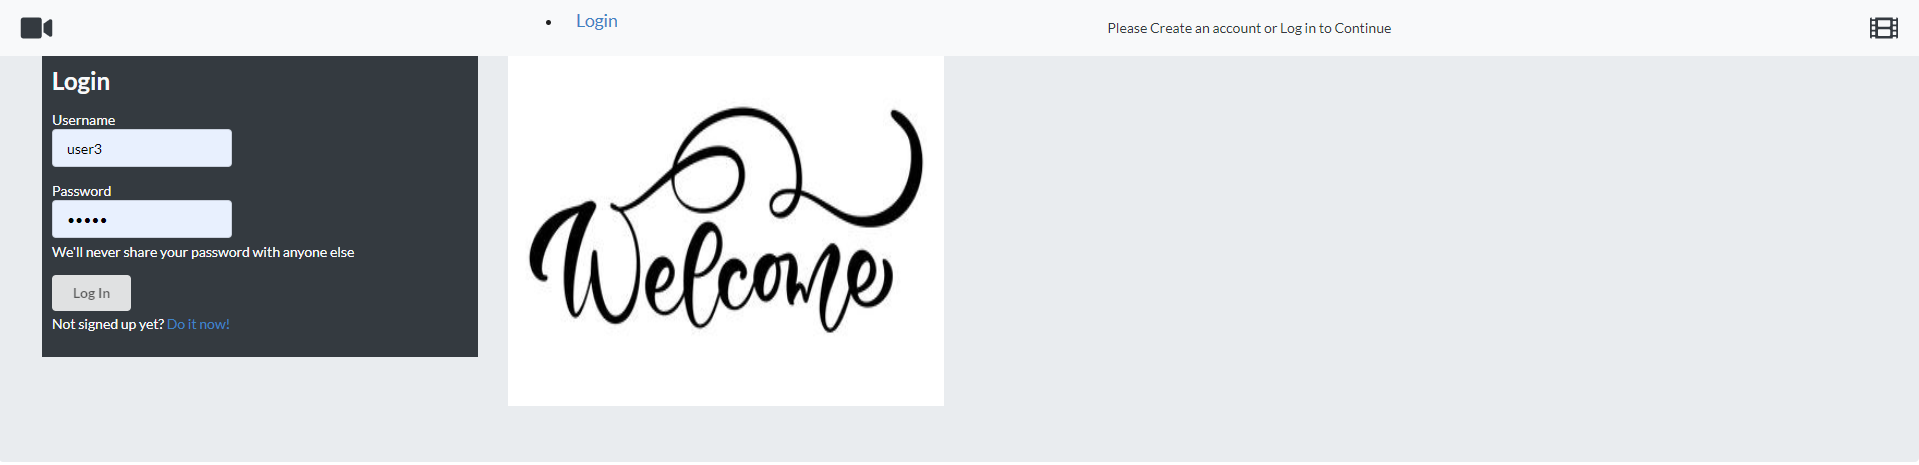 Login
Please Create an account or Log in to Continue
Login
Username
user3
Password
•••••
We'll never share your password with anyone else
Log In
Not signed up yet? Do it now!
Welcome